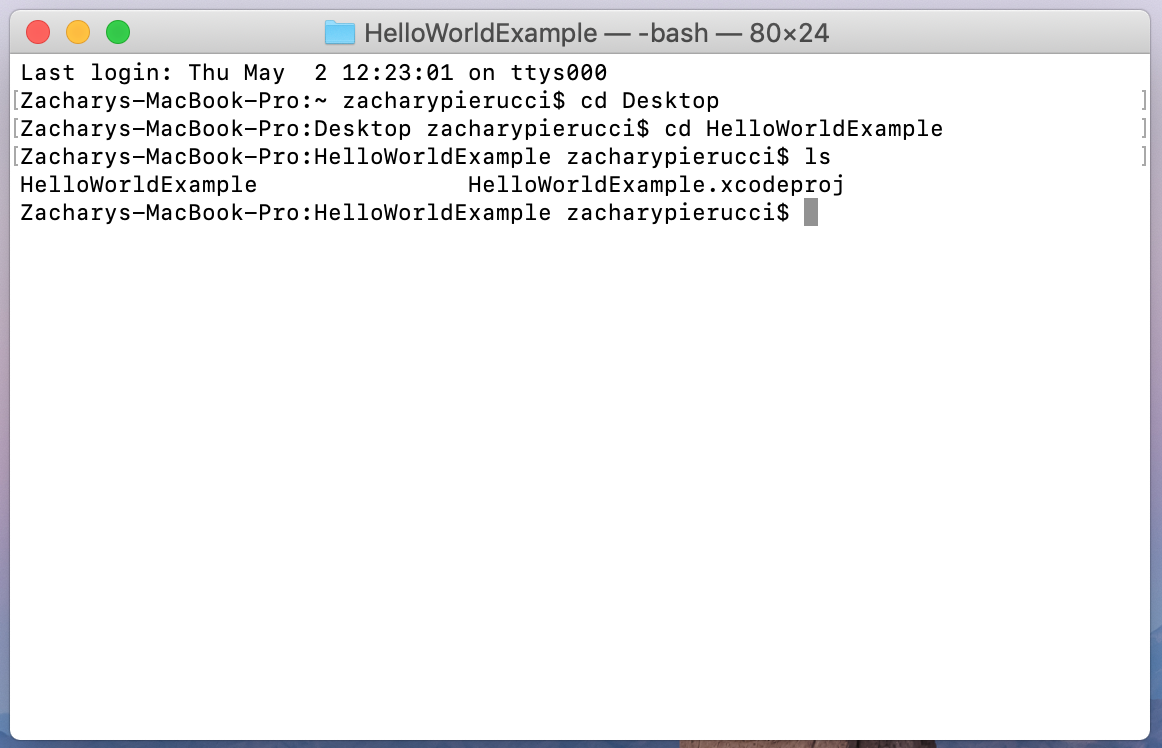 HelloWorldExample — -bash — 80×24
Last login: Thu May  2 12:23:01 on ttys000
[Zacharys-MacBook-Pro:~ zacharypierucci$ cd Desktop ]
[Zacharys-MacBook-Pro:Desktop zacharypierucci$ cd HelloWorldExample ]
[Zacharys-MacBook-Pro:HelloWorldExample zacharypierucci$ ls ]
HelloWorldExample               HelloWorldExample.xcodeproj
Zacharys-MacBook-Pro:HelloWorldExample zacharypierucci$